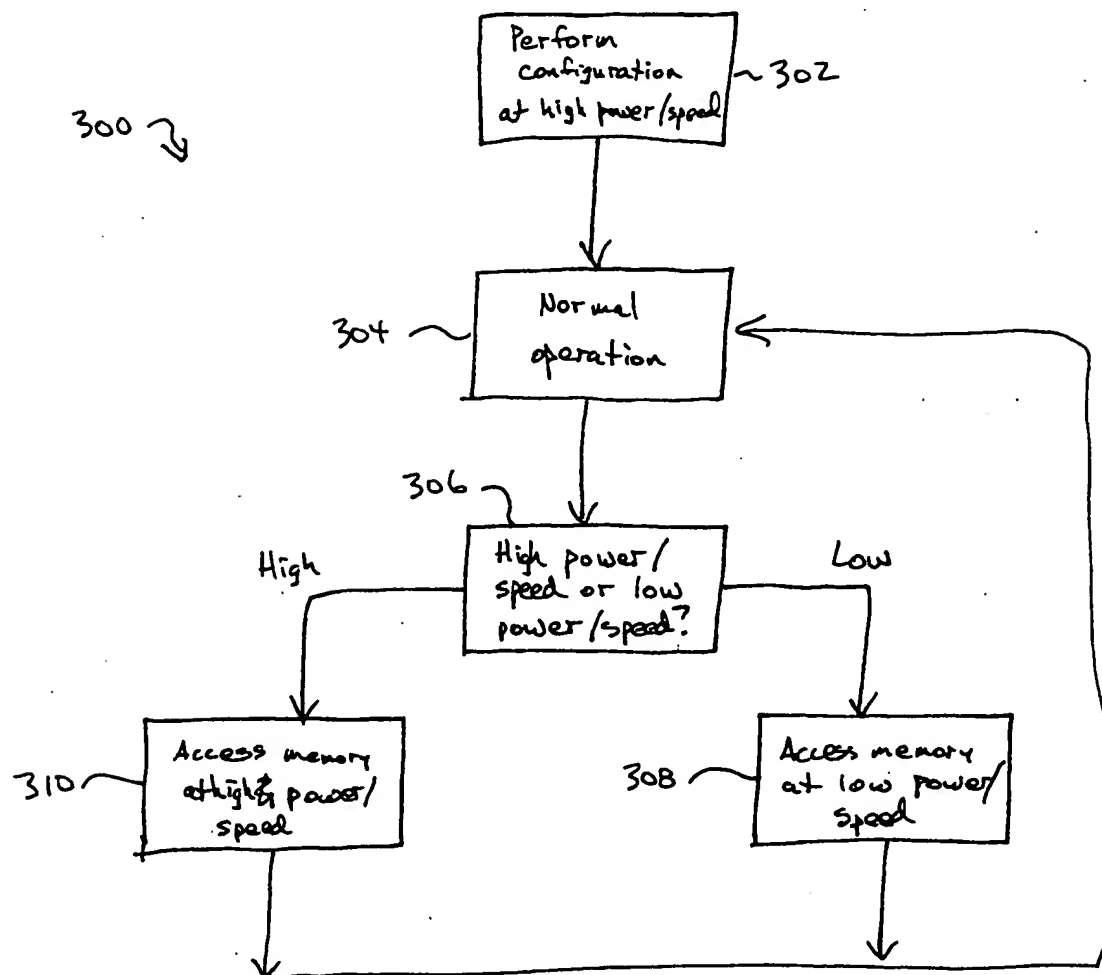 Perform
configuration
at high power/speed
302
300
Normal
operation
304
306
High power/
speed or low
power/speed?
High
Low
Access memory
at high power/
speed
310
Access memory
at low power/
speed
308